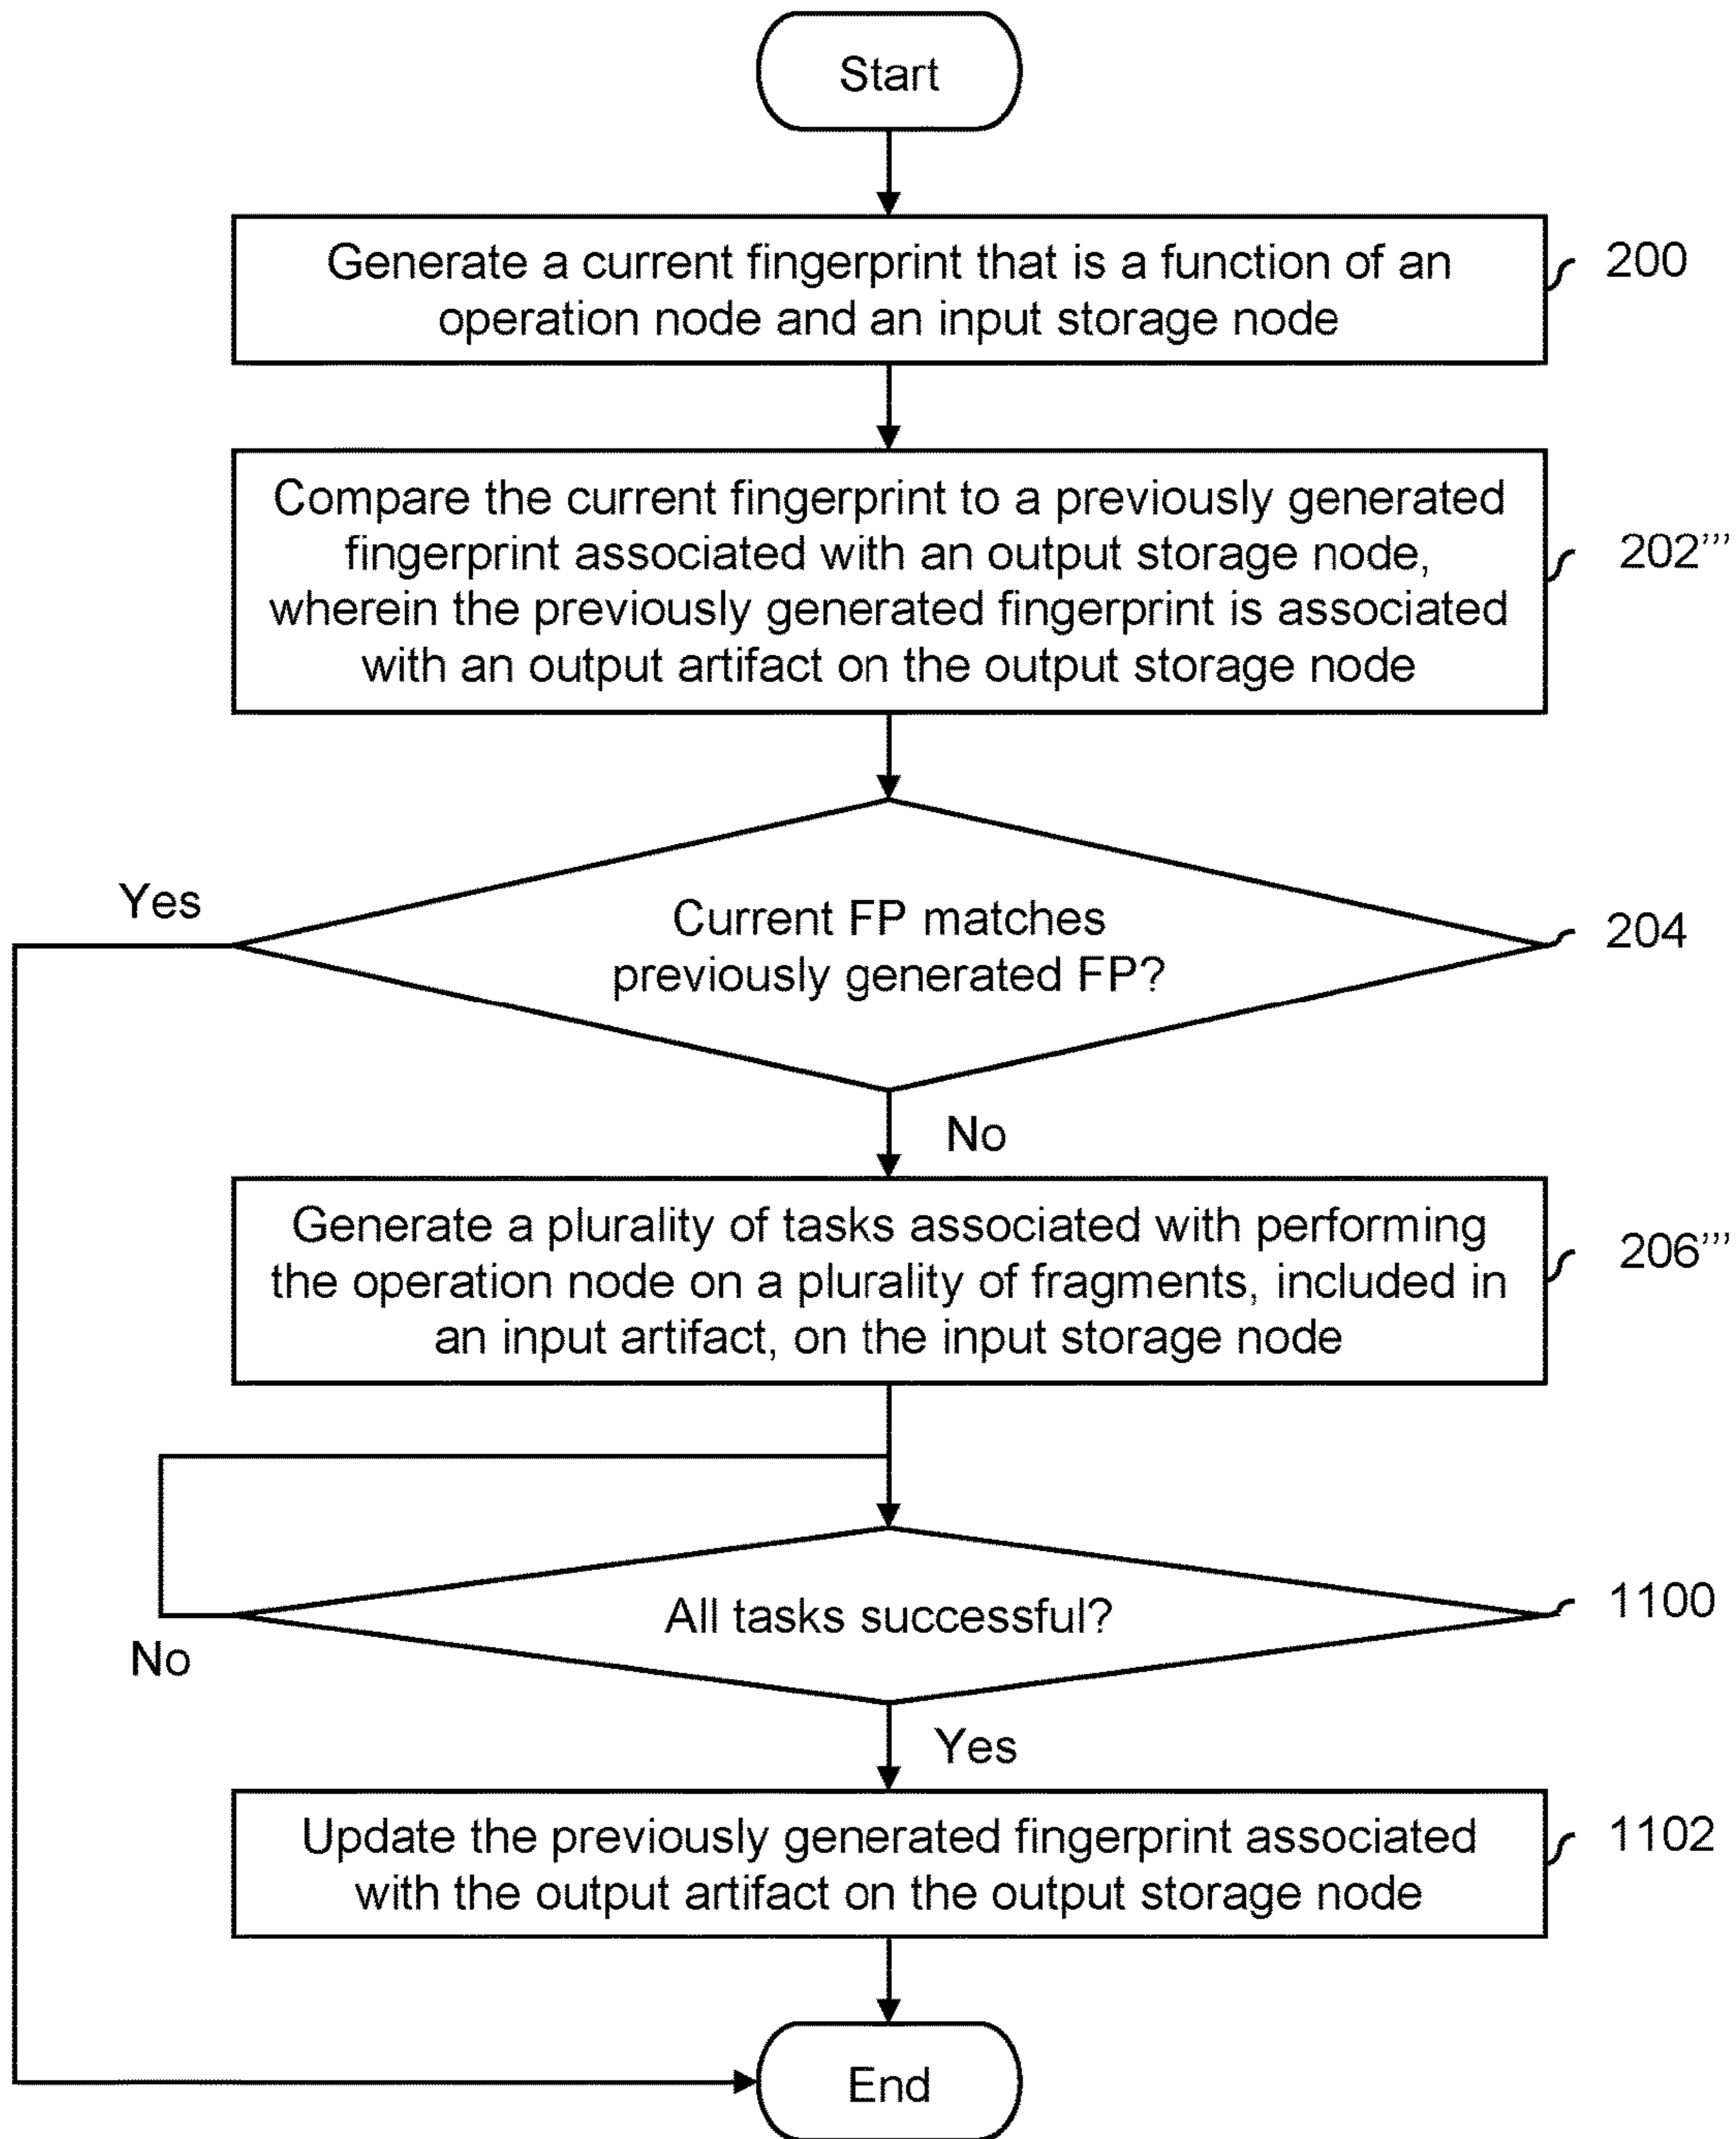 Start
Generate a current fingerprint that is a function of an
operation node and an input storage node
200
Compare the current fingerprint to a previously generated
fingerprint associated with an output storage node,
wherein the previously generated fingerprint is associated
with an output artifact on the output storage node
202’’’
Yes
Current FP matches
previously generated FP?
204
No
Generate a plurality of tasks associated with performing
the operation node on a plurality of fragments, included in
an input artifact, on the input storage node
206’’’
All tasks successful?
1100
No
Yes
Update the previously generated fingerprint associated
with the output artifact on the output storage node
1102
End